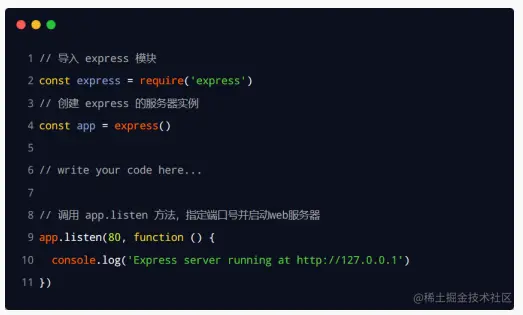 1 // 导入 express 模块
2 const express = require('express')
3 // 创建 express 的服务器实例
4 const app = express()
5
6 // write your code here...
7
8 // 调用 app.listen 方法，指定端口号并启动web服务器
9 app.listen(80, function () {
10   console.log('Express server running at http://127.0.0.1')
11 })
@稀土掘金技术社区